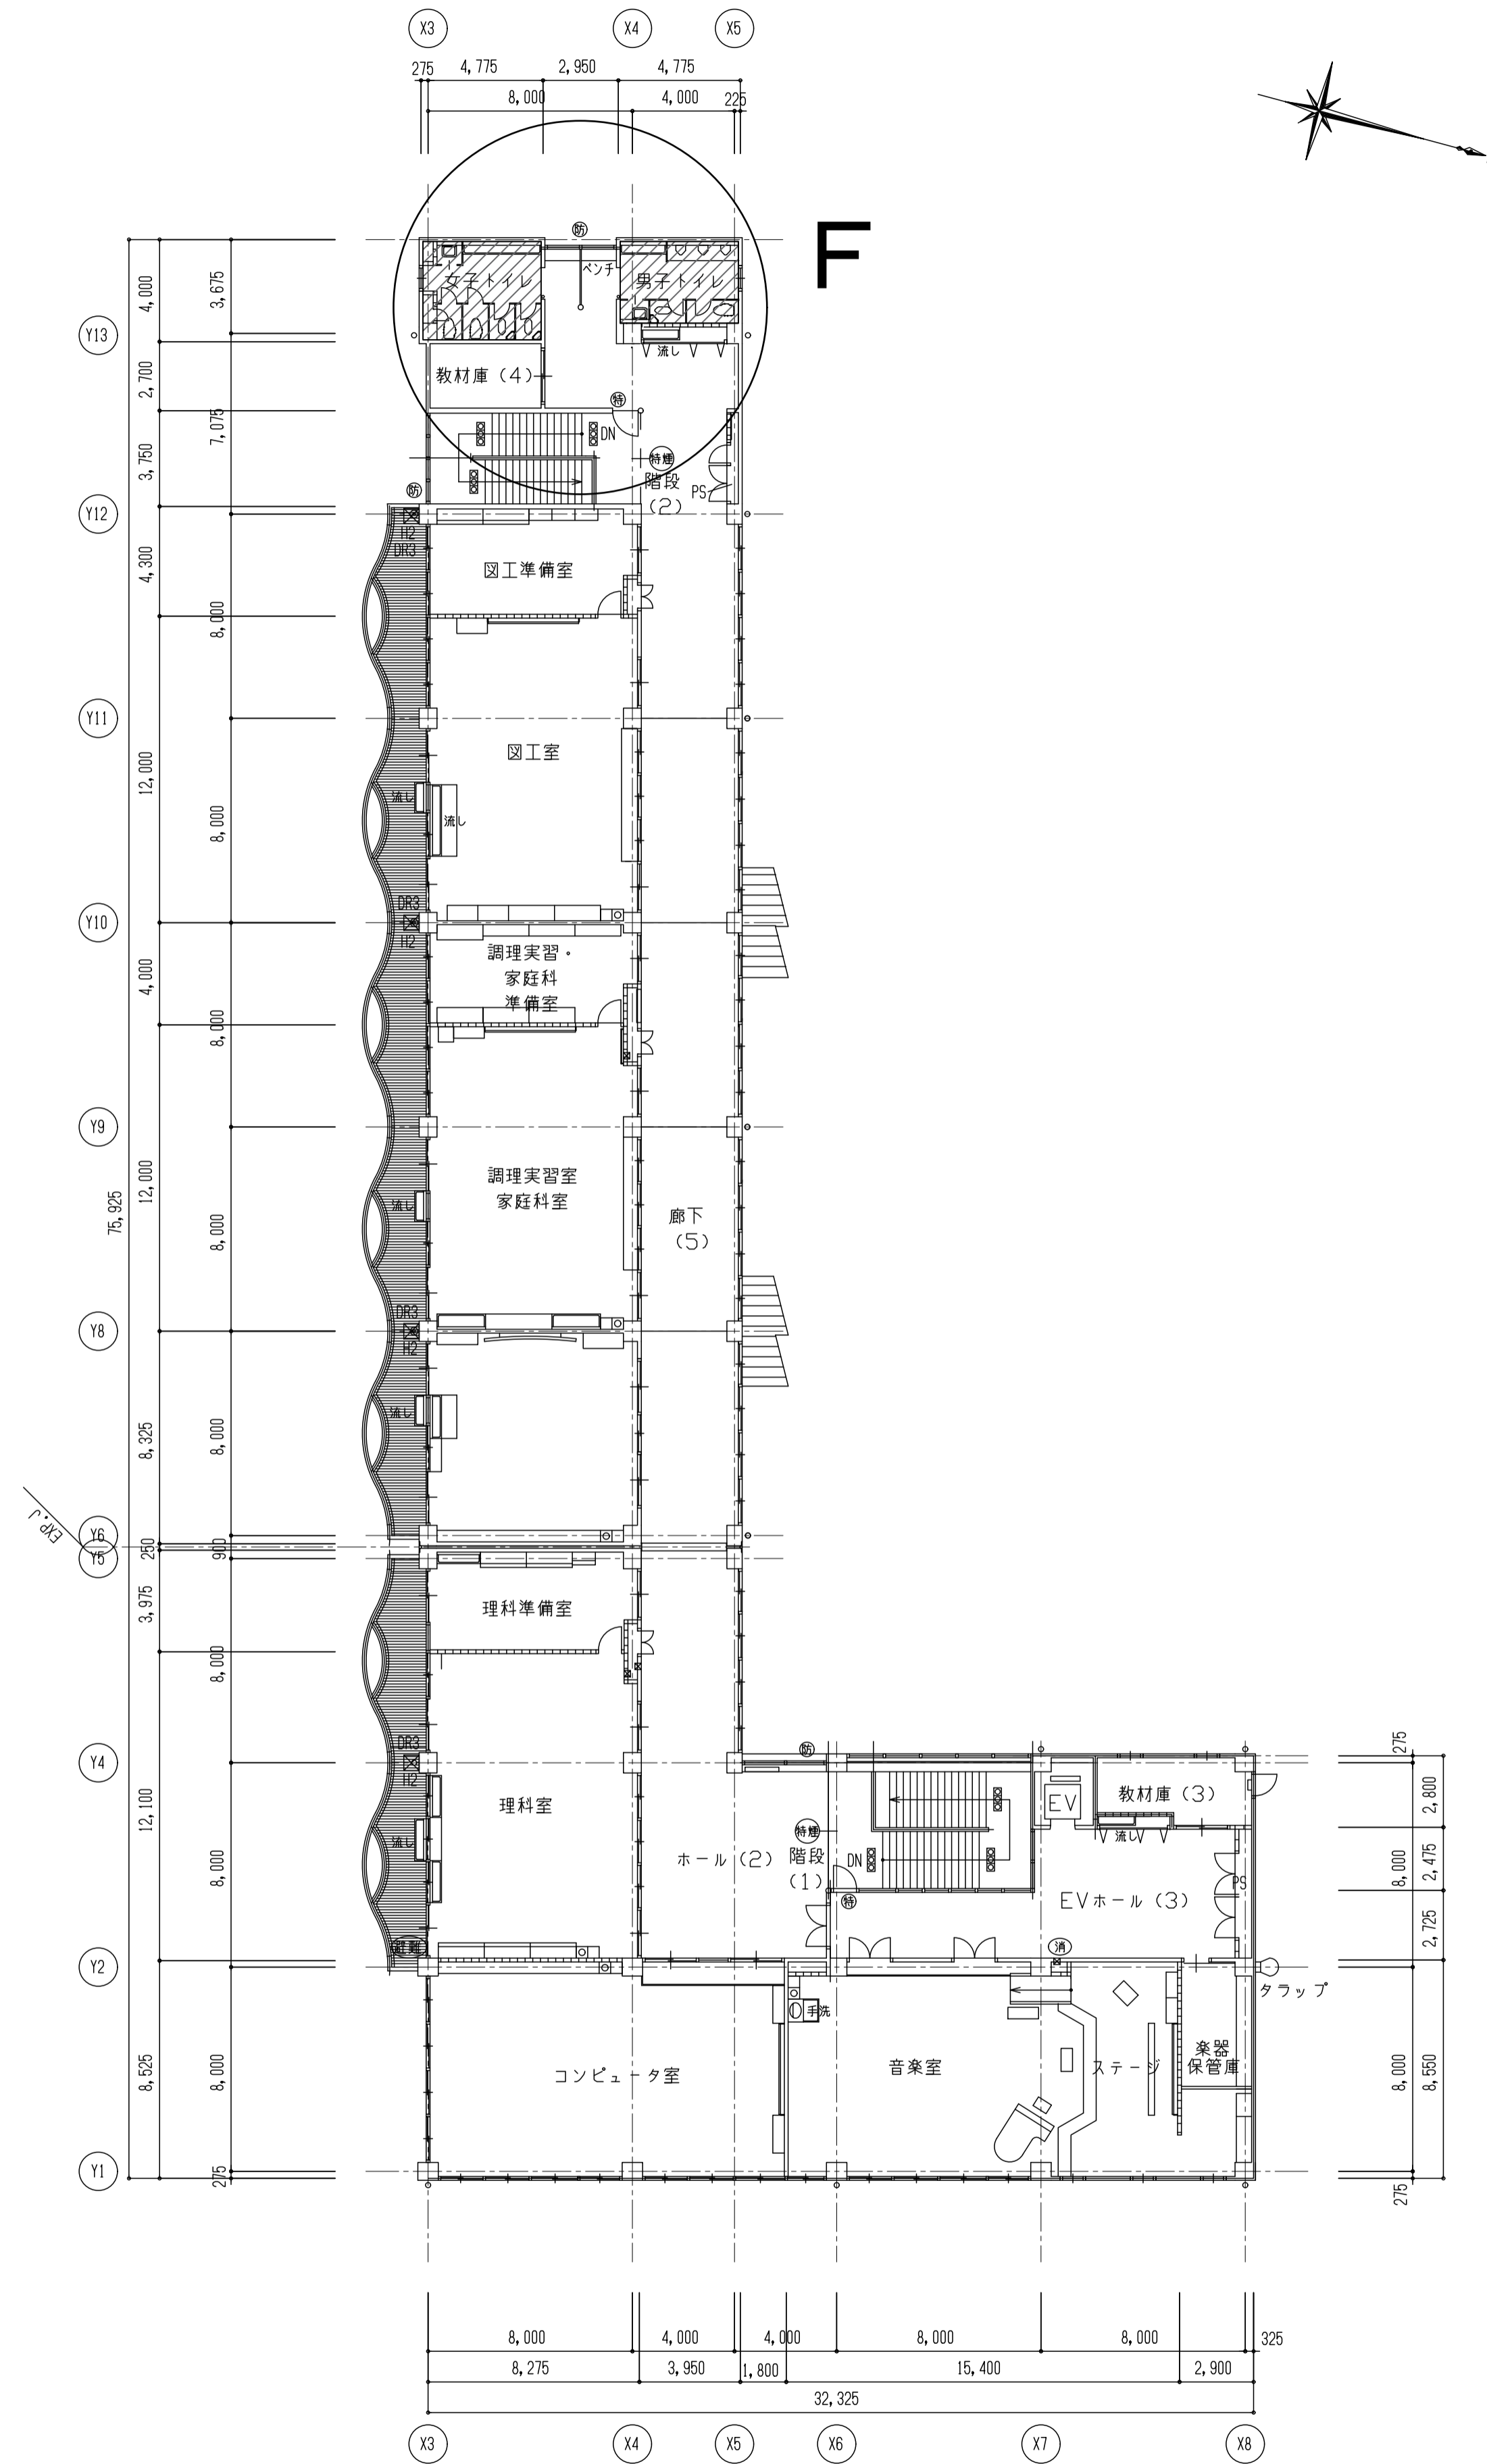 X3
X4
X5
275
4,775
2,950
4,775
8,000
4,000
225
F
防
ベンチ
女子トイレ
男子トイレ
流し
教材庫(4)
特
DN
特煙
階段
(2)
PS
防
H2
DR3
図工準備室
図工室
流し
流し
DR3
H2
調理実習・
家庭科
準備室
調理実習室
家庭科室
廊下
(5)
流し
DR3
H2
流し
理科準備室
DR3
H2
理科室
流し
避難
ホール(2)
防
特煙
階段
(1)
DN
特
EV
教材庫(3)
流し
EVホール(3)
PS
消
タラップ
手洗
コンピュータ室
音楽室
ステージ
楽器
保管庫
Y13
Y12
Y11
Y10
Y9
Y8
Y6
Y5
Y4
Y2
Y1
EXP.J
75,925
4,000
2,700
3,750
4,300
12,000
4,000
12,000
8,325
250
3,975
12,100
8,525
3,675
7,075
8,000
8,000
8,000
8,000
8,000
900
8,000
8,000
8,000
275
275
2,800
2,475
2,725
8,000
8,000
8,550
275
8,000
4,000
4,000
8,000
8,000
325
8,275
3,950
1,800
15,400
2,900
32,325
X3
X4
X5
X6
X7
X8